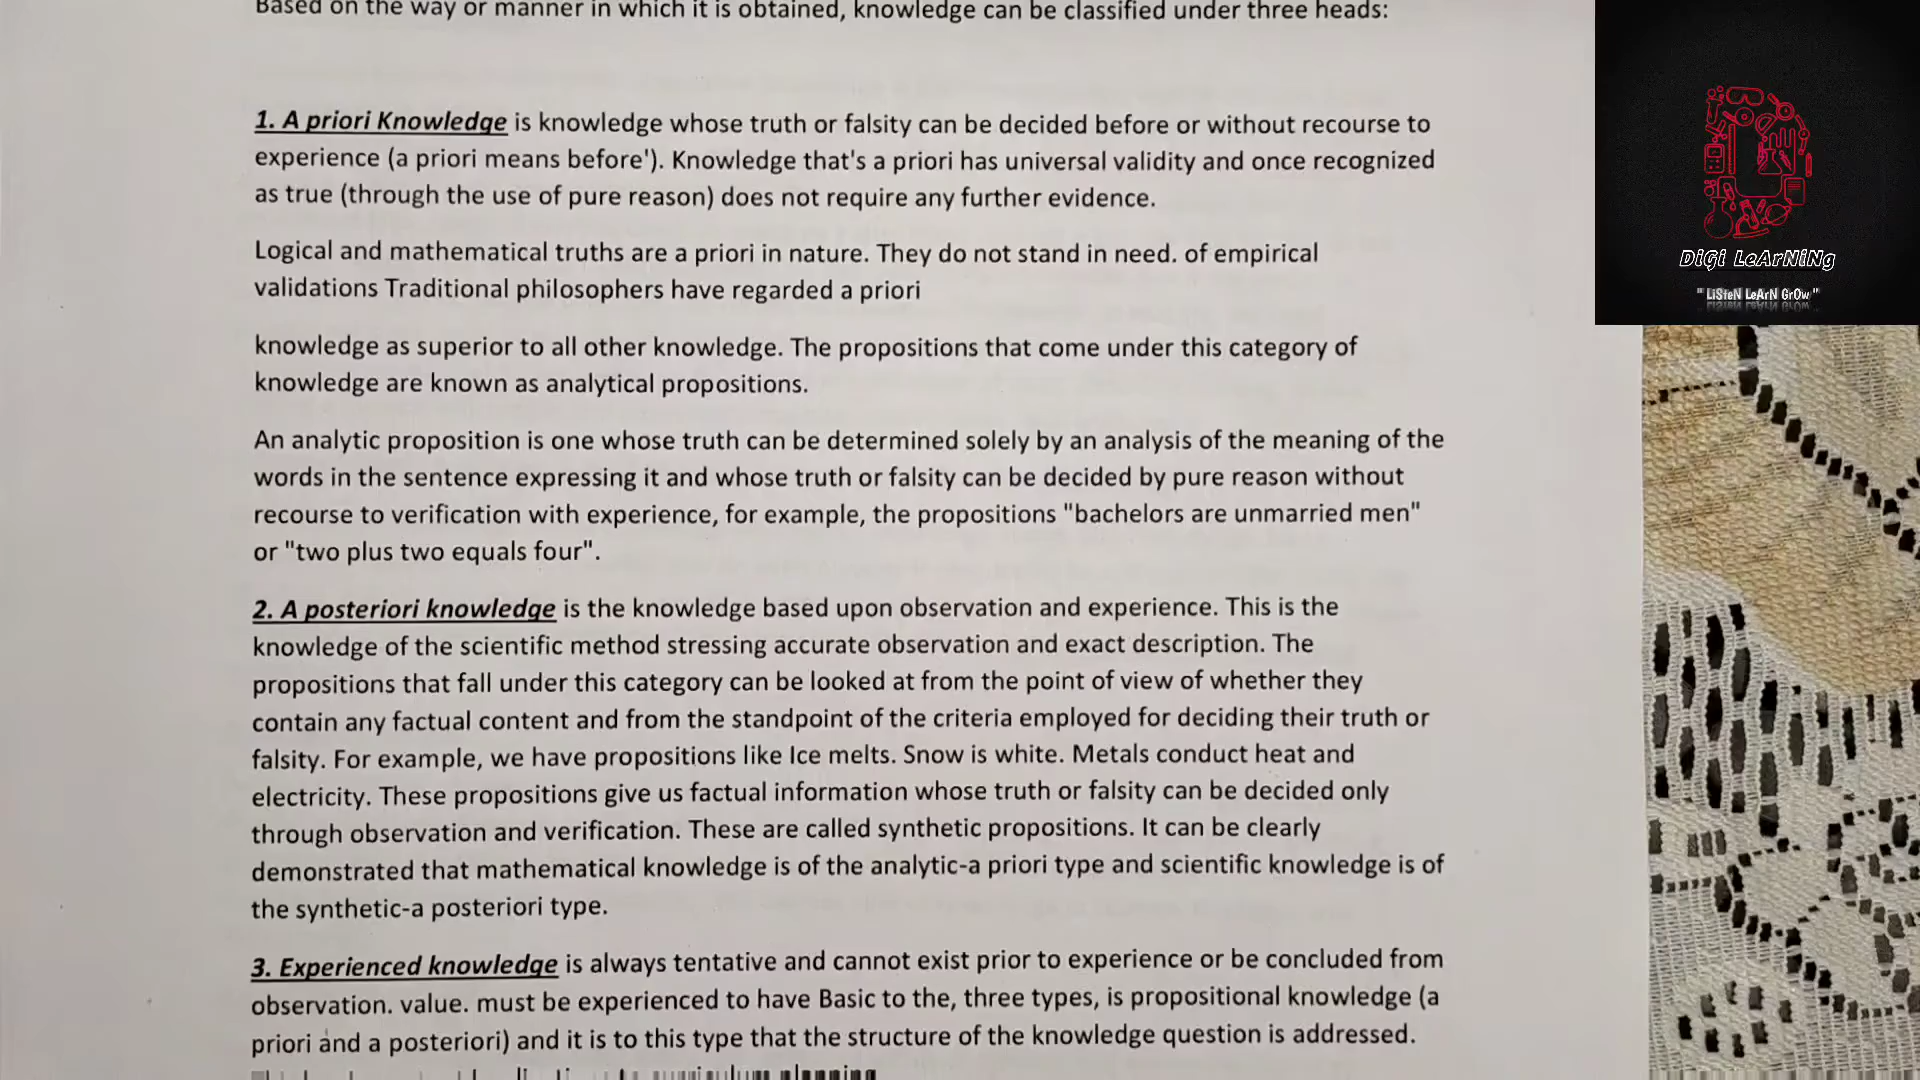 Based on the way or manner in which it is obtained, knowledge can be classified under three heads:
1. A priori Knowledge is knowledge whose truth or falsity can be decided before or without recourse to
experience (a priori means before'). Knowledge that's a priori has universal validity and once recognized
as true (through the use of pure reason) does not require any further evidence.
Logical and mathematical truths are a priori in nature. They do not stand in need. of empirical
validations Traditional philosophers have regarded a priori
knowledge as superior to all other knowledge. The propositions that come under this category of
knowledge are known as analytical propositions.
An analytic proposition is one whose truth can be determined solely by an analysis of the meaning of the
words in the sentence expressing it and whose truth or falsity can be decided by pure reason without
recourse to verification with experience, for example, the propositions "bachelors are unmarried men"
or "two plus two equals four".
2. A posteriori knowledge is the knowledge based upon observation and experience. This is the
knowledge of the scientific method stressing accurate observation and exact description. The
propositions that fall under this category can be looked at from the point of view of whether they
contain any factual content and from the standpoint of the criteria employed for deciding their truth or
falsity. For example, we have propositions like Ice melts. Snow is white. Metals conduct heat and
electricity. These propositions give us factual information whose truth or falsity can be decided only
through observation and verification. These are called synthetic propositions. It can be clearly
demonstrated that mathematical knowledge is of the analytic-a priori type and scientific knowledge is of
the synthetic-a posteriori type.
3. Experienced knowledge is always tentative and cannot exist prior to experience or be concluded from
observation. value. must be experienced to have Basic to the, three types, is propositional knowledge (a
priori and a posteriori) and it is to this type that the structure of the knowledge question is addressed.
curriculum planning
DiGi LeArNiNg
" LiSteN LeArN GrOw "